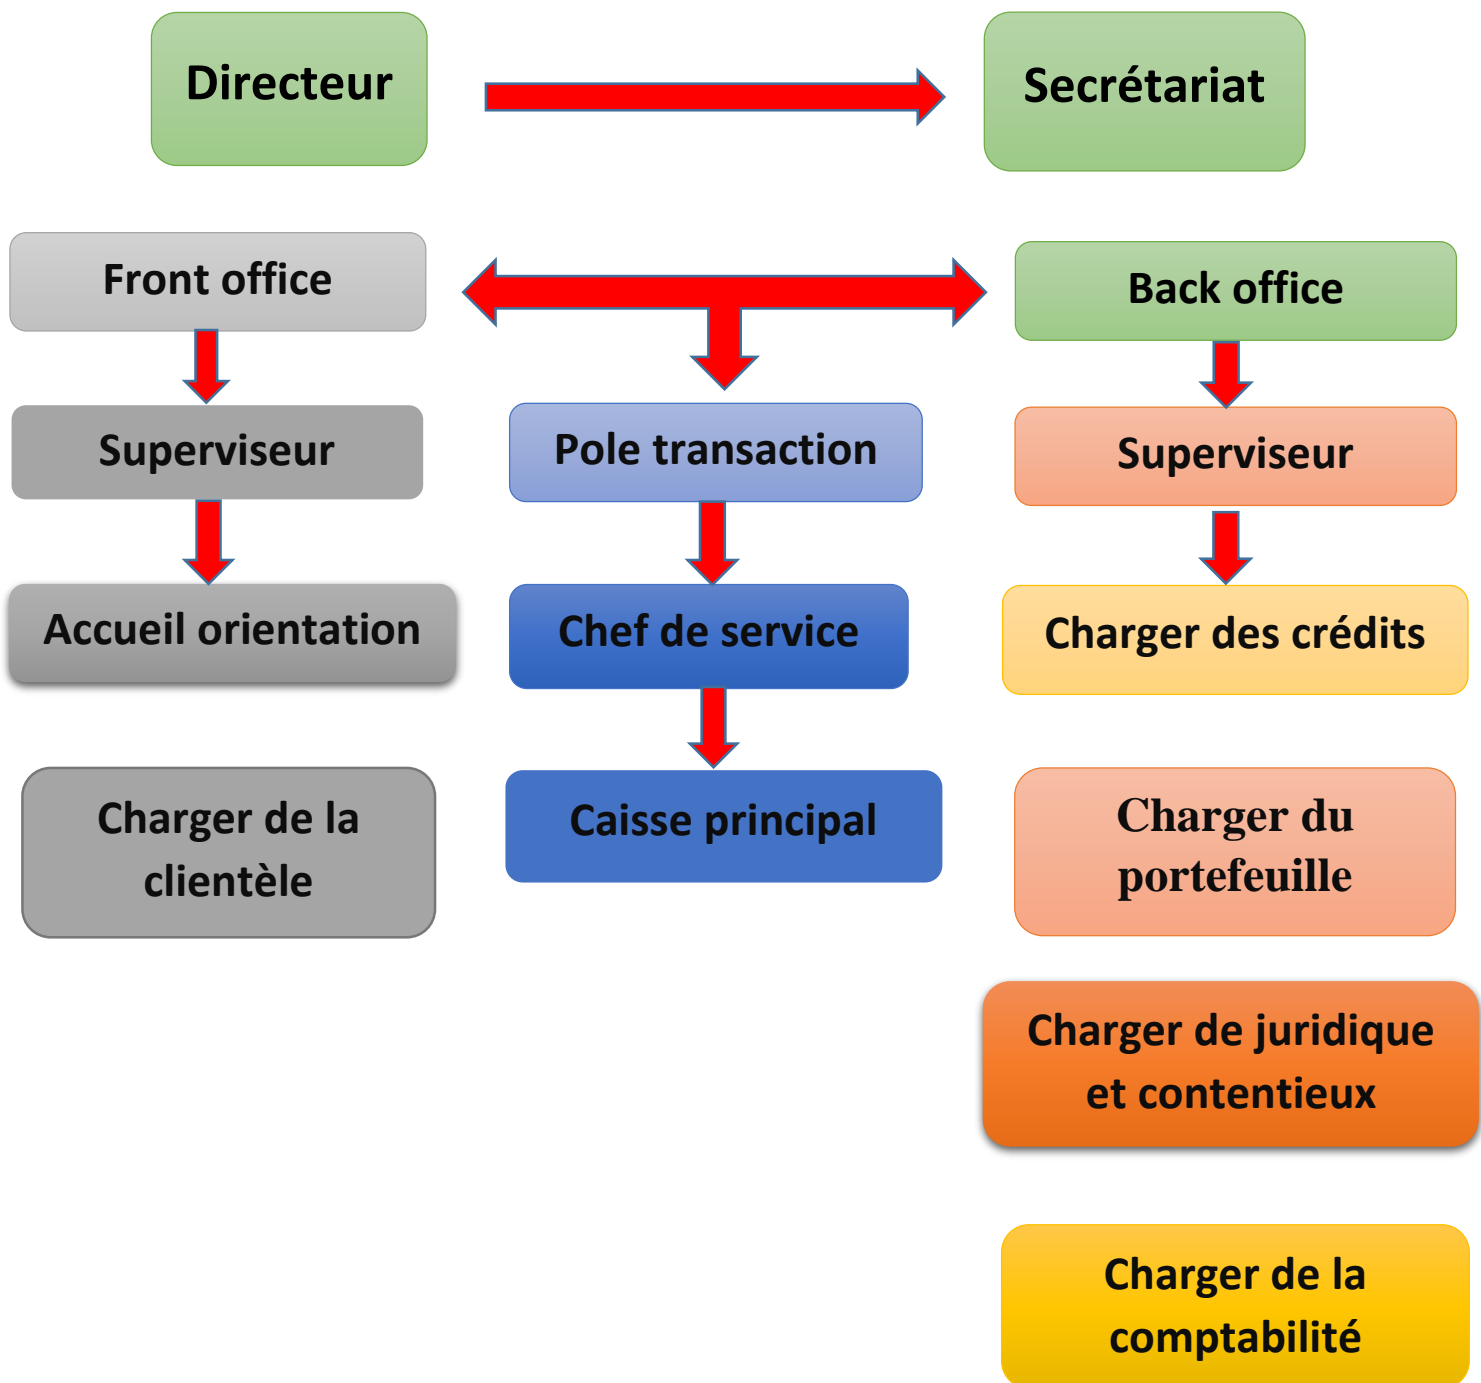 Directeur
Secrétariat
Front office
Back office
Superviseur
Pole transaction
Superviseur
Accueil orientation
Chef de service
Charger des crédits
Charger de la
clientèle
Caisse principal
Charger du
portefeuille
Charger de juridique
et contentieux
Charger de la
comptabilité